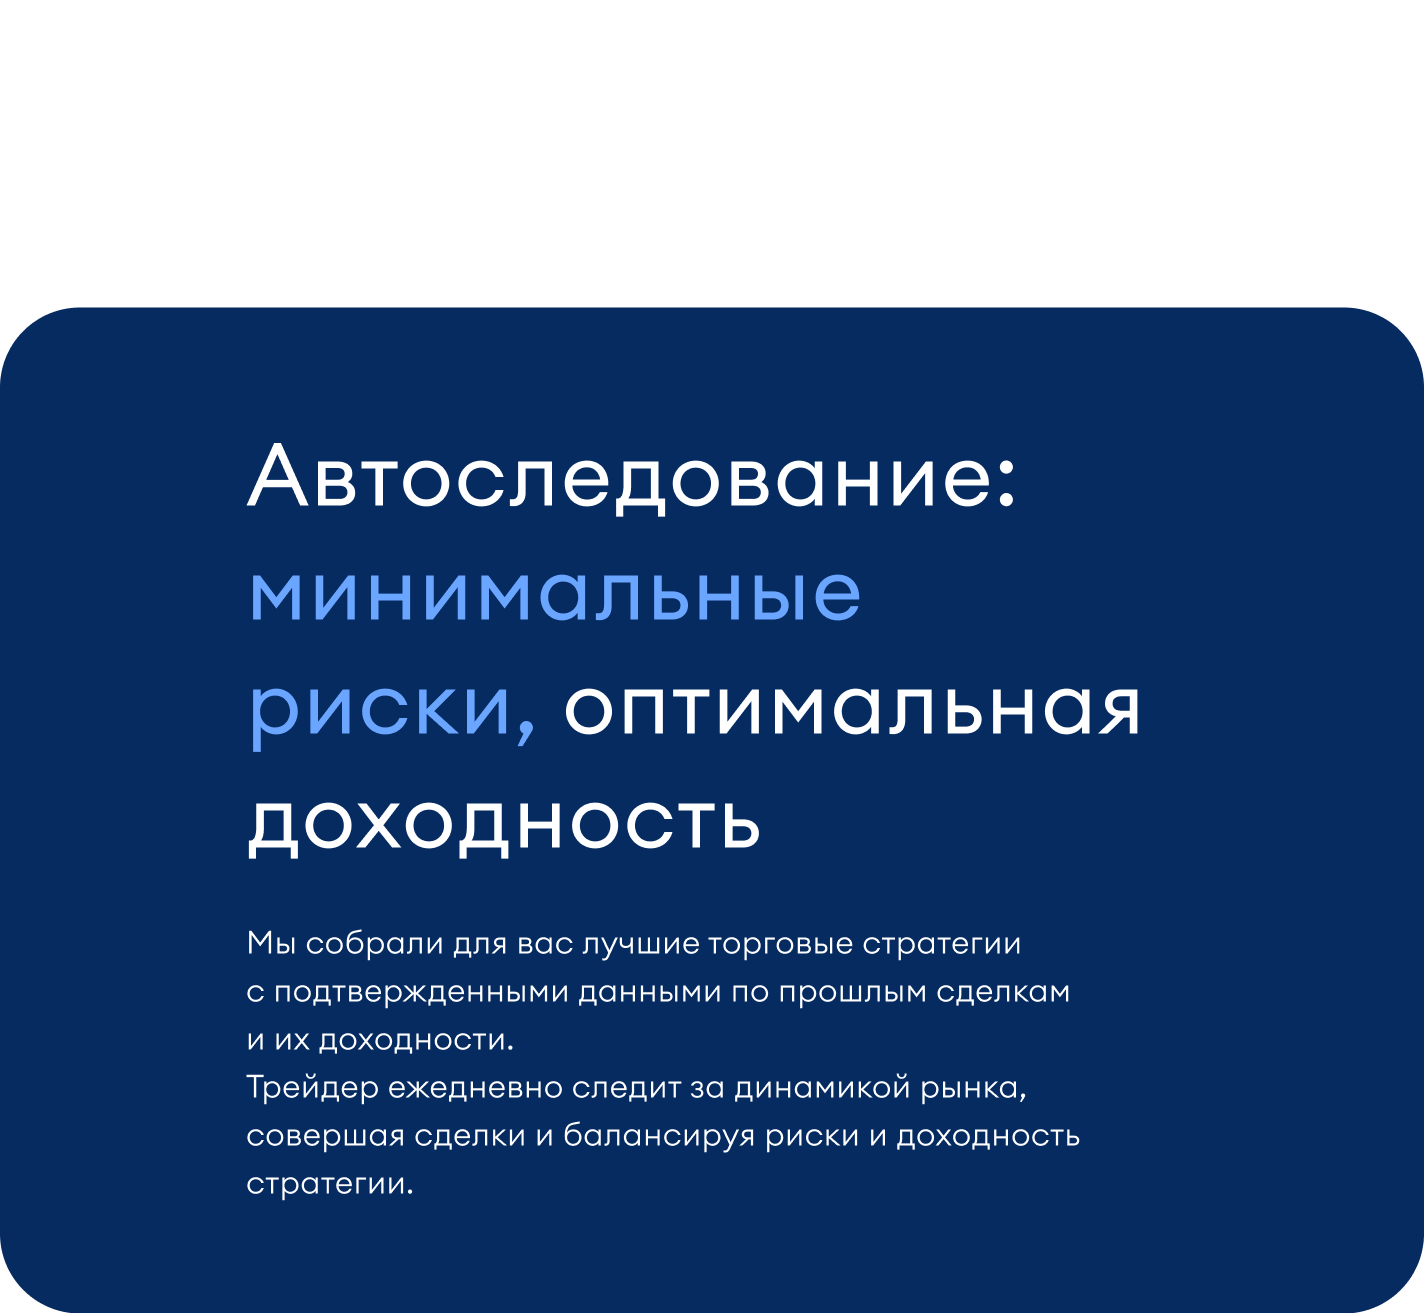 Автоследование:
минимальные
риски, оптимальная
доходность
Мы собрали для вас лучшие торговые стратегии
с подтвержденными данными по прошлым сделкам
и их доходности.
Трейдер ежедневно следит за динамикой рынка,
совершая сделки и балансируя риски и доходность
стратегии.